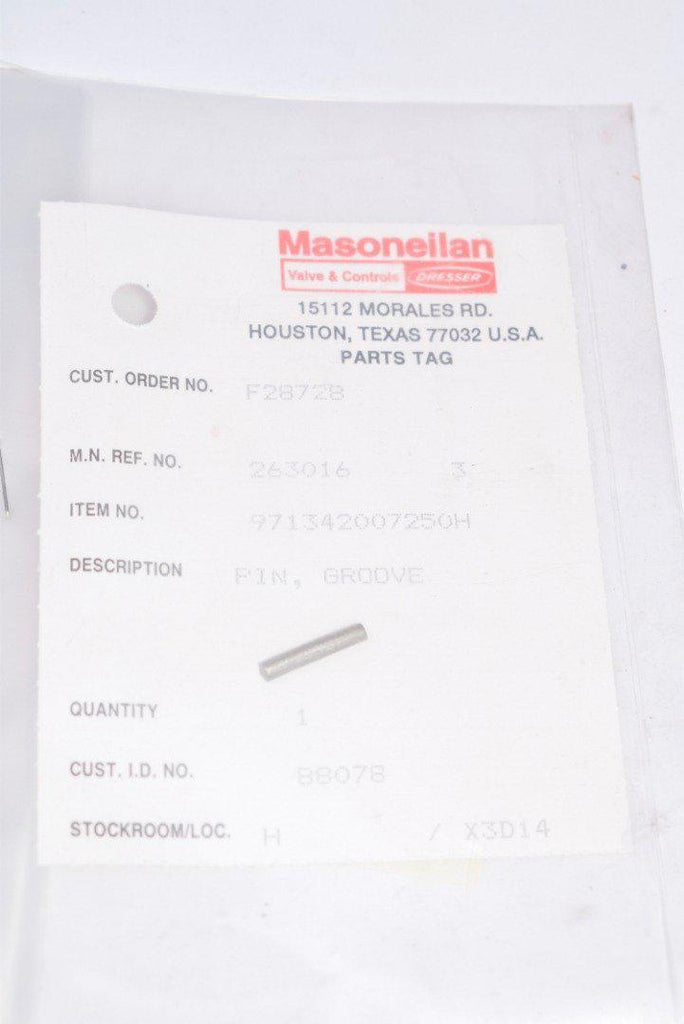 Masoneilan
Valve & Controls DRESSER
15112 MORALES RD.
HOUSTON, TEXAS 77032 U.S.A.
PARTS TAG
CUST. ORDER NO. F28728
M.N. REF. NO. 263016 3
ITEM NO. 971342007250H
DESCRIPTION PIN, GROOVE
QUANTITY 1
CUST. I.D. NO. 88078
STOCKROOM/LOC. H / X3D14